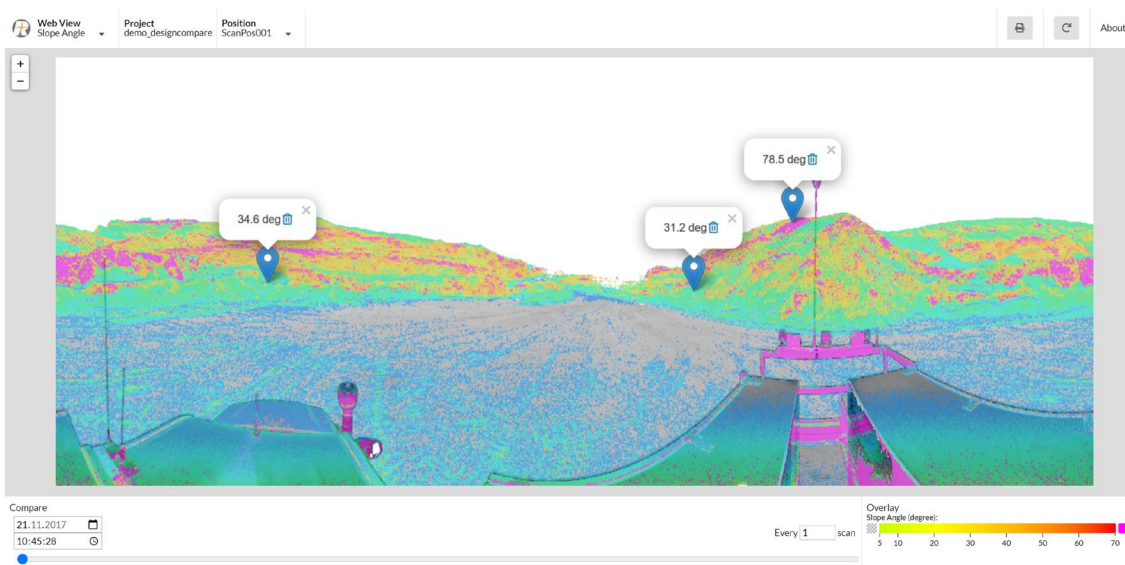 Web View
Slope Angle
Project
demo_designcompare
Position
ScanPos001
About
+
−
78.5 deg ×
34.6 deg ×
31.2 deg ×
Compare
21.11.2017
10:45:28
Every 1 scan
Overlay
Slope Angle (degree):
5 10 20 30 40 50 60 70